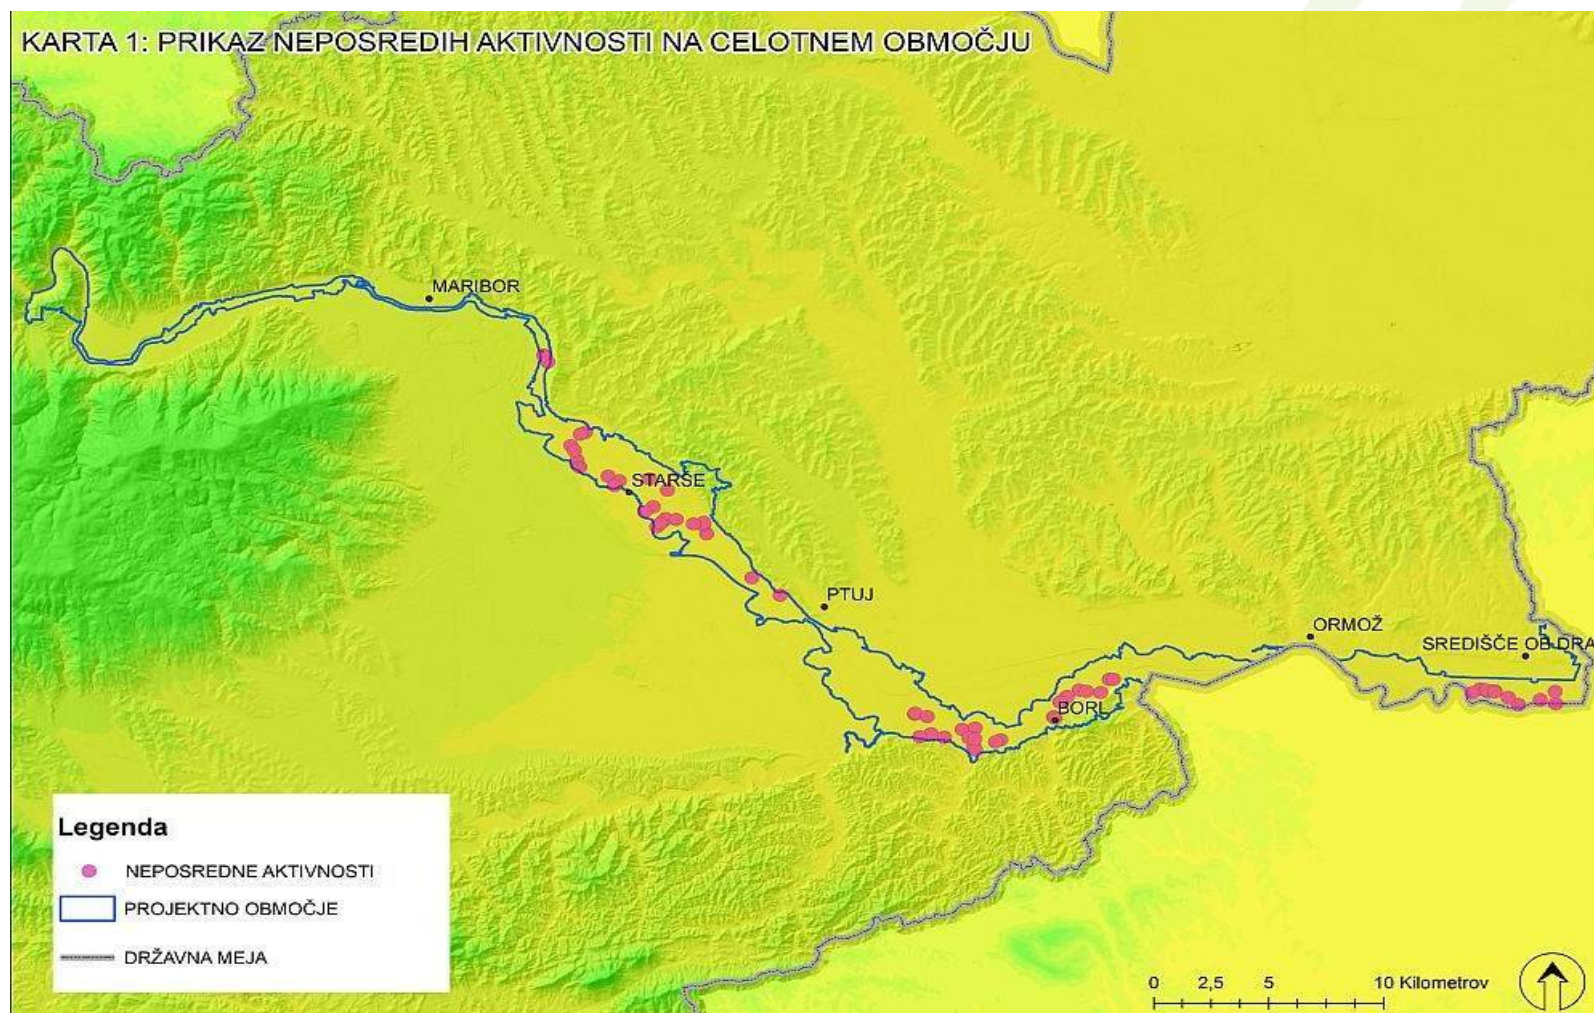 KARTA 1: PRIKAZ NEPOSREDIH AKTIVNOSTI NA CELOTNEM OBMOČJU
MARIBOR
STARŠE
PTUJ
ORMOŽ
SREDIŠČE OB DRA
BORL
Legenda
NEPOSREDNE AKTIVNOSTI
PROJEKTNO OBMOČJE
DRŽAVNA MEJA
0 2,5 5 10 Kilometrov